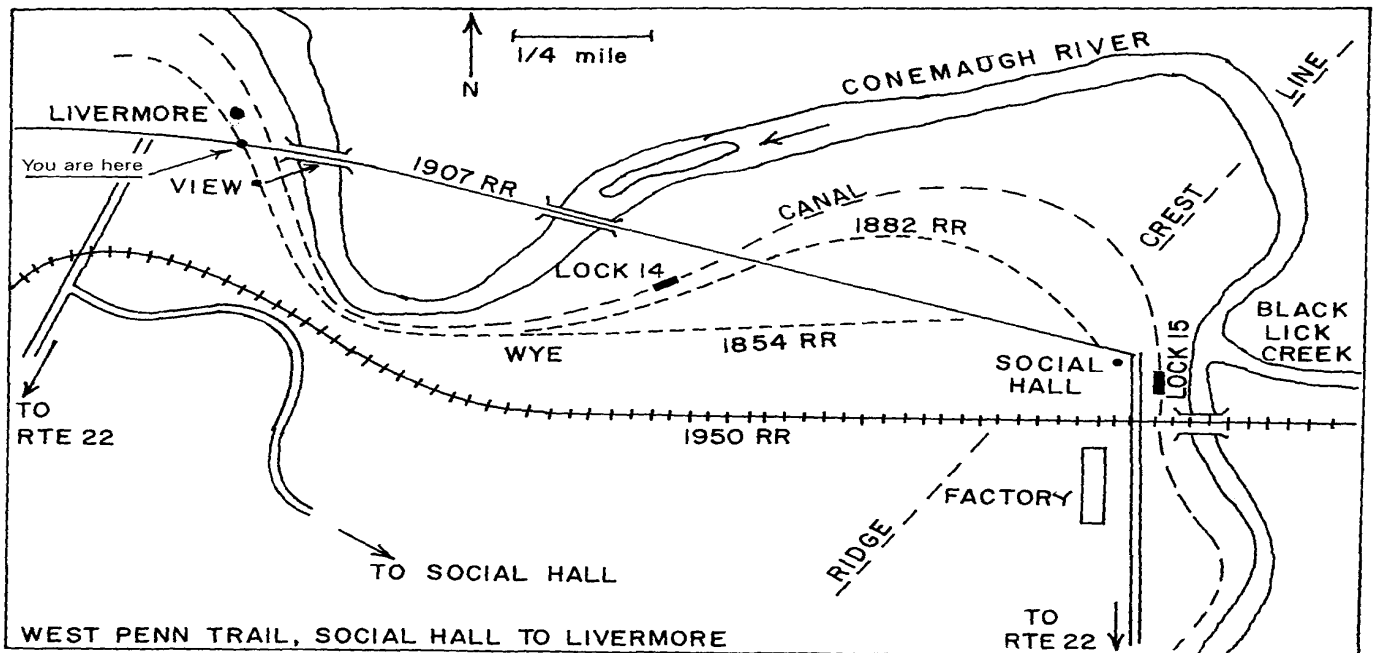 N
1/4 mile
CONEMAUGH RIVER
LINE
LIVERMORE
You are here
VIEW
1907 RR
CANAL
1882 RR
CREST
LOCK 14
WYE
1854 RR
SOCIAL
HALL
LOCK 15
BLACK
LICK
CREEK
TO
RTE 22
1950 RR
FACTORY
RIDGE
TO SOCIAL HALL
TO
RTE 22
WEST PENN TRAIL, SOCIAL HALL TO LIVERMORE